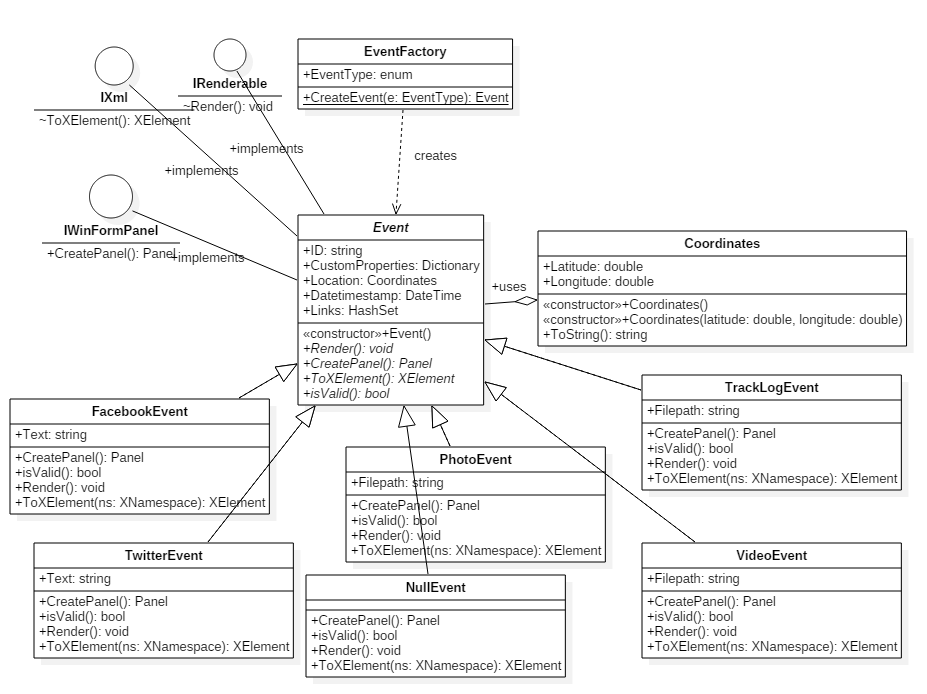 IXml
~ToXElement(): XElement
IRenderable
~Render(): void
EventFactory
+EventType: enum
+CreateEvent(e: EventType): Event
+implements
+implements
creates
IWinFormPanel
+CreatePanel(): Panel
+implements
Event
+ID: string
+CustomProperties: Dictionary
+Location: Coordinates
+Datetimestamp: DateTime
+Links: HashSet
«constructor»+Event()
+Render(): void
+CreatePanel(): Panel
+ToXElement(): XElement
+isValid(): bool
+uses
Coordinates
+Latitude: double
+Longitude: double
«constructor»+Coordinates()
«constructor»+Coordinates(latitude: double, longitude: double)
+ToString(): string
FacebookEvent
+Text: string
+CreatePanel(): Panel
+isValid(): bool
+Render(): void
+ToXElement(ns: XNamespace): XElement
PhotoEvent
+Filepath: string
+CreatePanel(): Panel
+isValid(): bool
+Render(): void
+ToXElement(ns: XNamespace): XElement
TrackLogEvent
+Filepath: string
+CreatePanel(): Panel
+isValid(): bool
+Render(): void
+ToXElement(ns: XNamespace): XElement
TwitterEvent
+Text: string
+CreatePanel(): Panel
+isValid(): bool
+Render(): void
+ToXElement(ns: XNamespace): XElement
NullEvent
+CreatePanel(): Panel
+isValid(): bool
+Render(): void
+ToXElement(ns: XNamespace): XElement
VideoEvent
+Filepath: string
+CreatePanel(): Panel
+isValid(): bool
+Render(): void
+ToXElement(ns: XNamespace): XElement